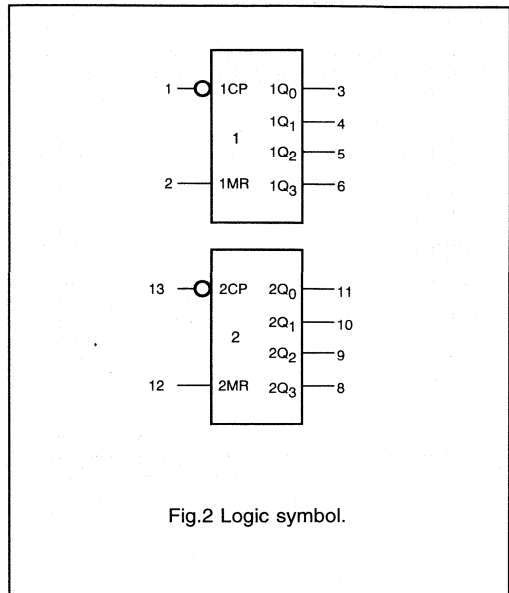 1 1CP 1Q0 3
1Q1 4
1 1Q2 5
2 1MR 1Q3 6
13 2CP 2Q0 11
2Q1 10
2 2Q2 9
12 2MR 2Q3 8
Fig.2 Logic symbol.